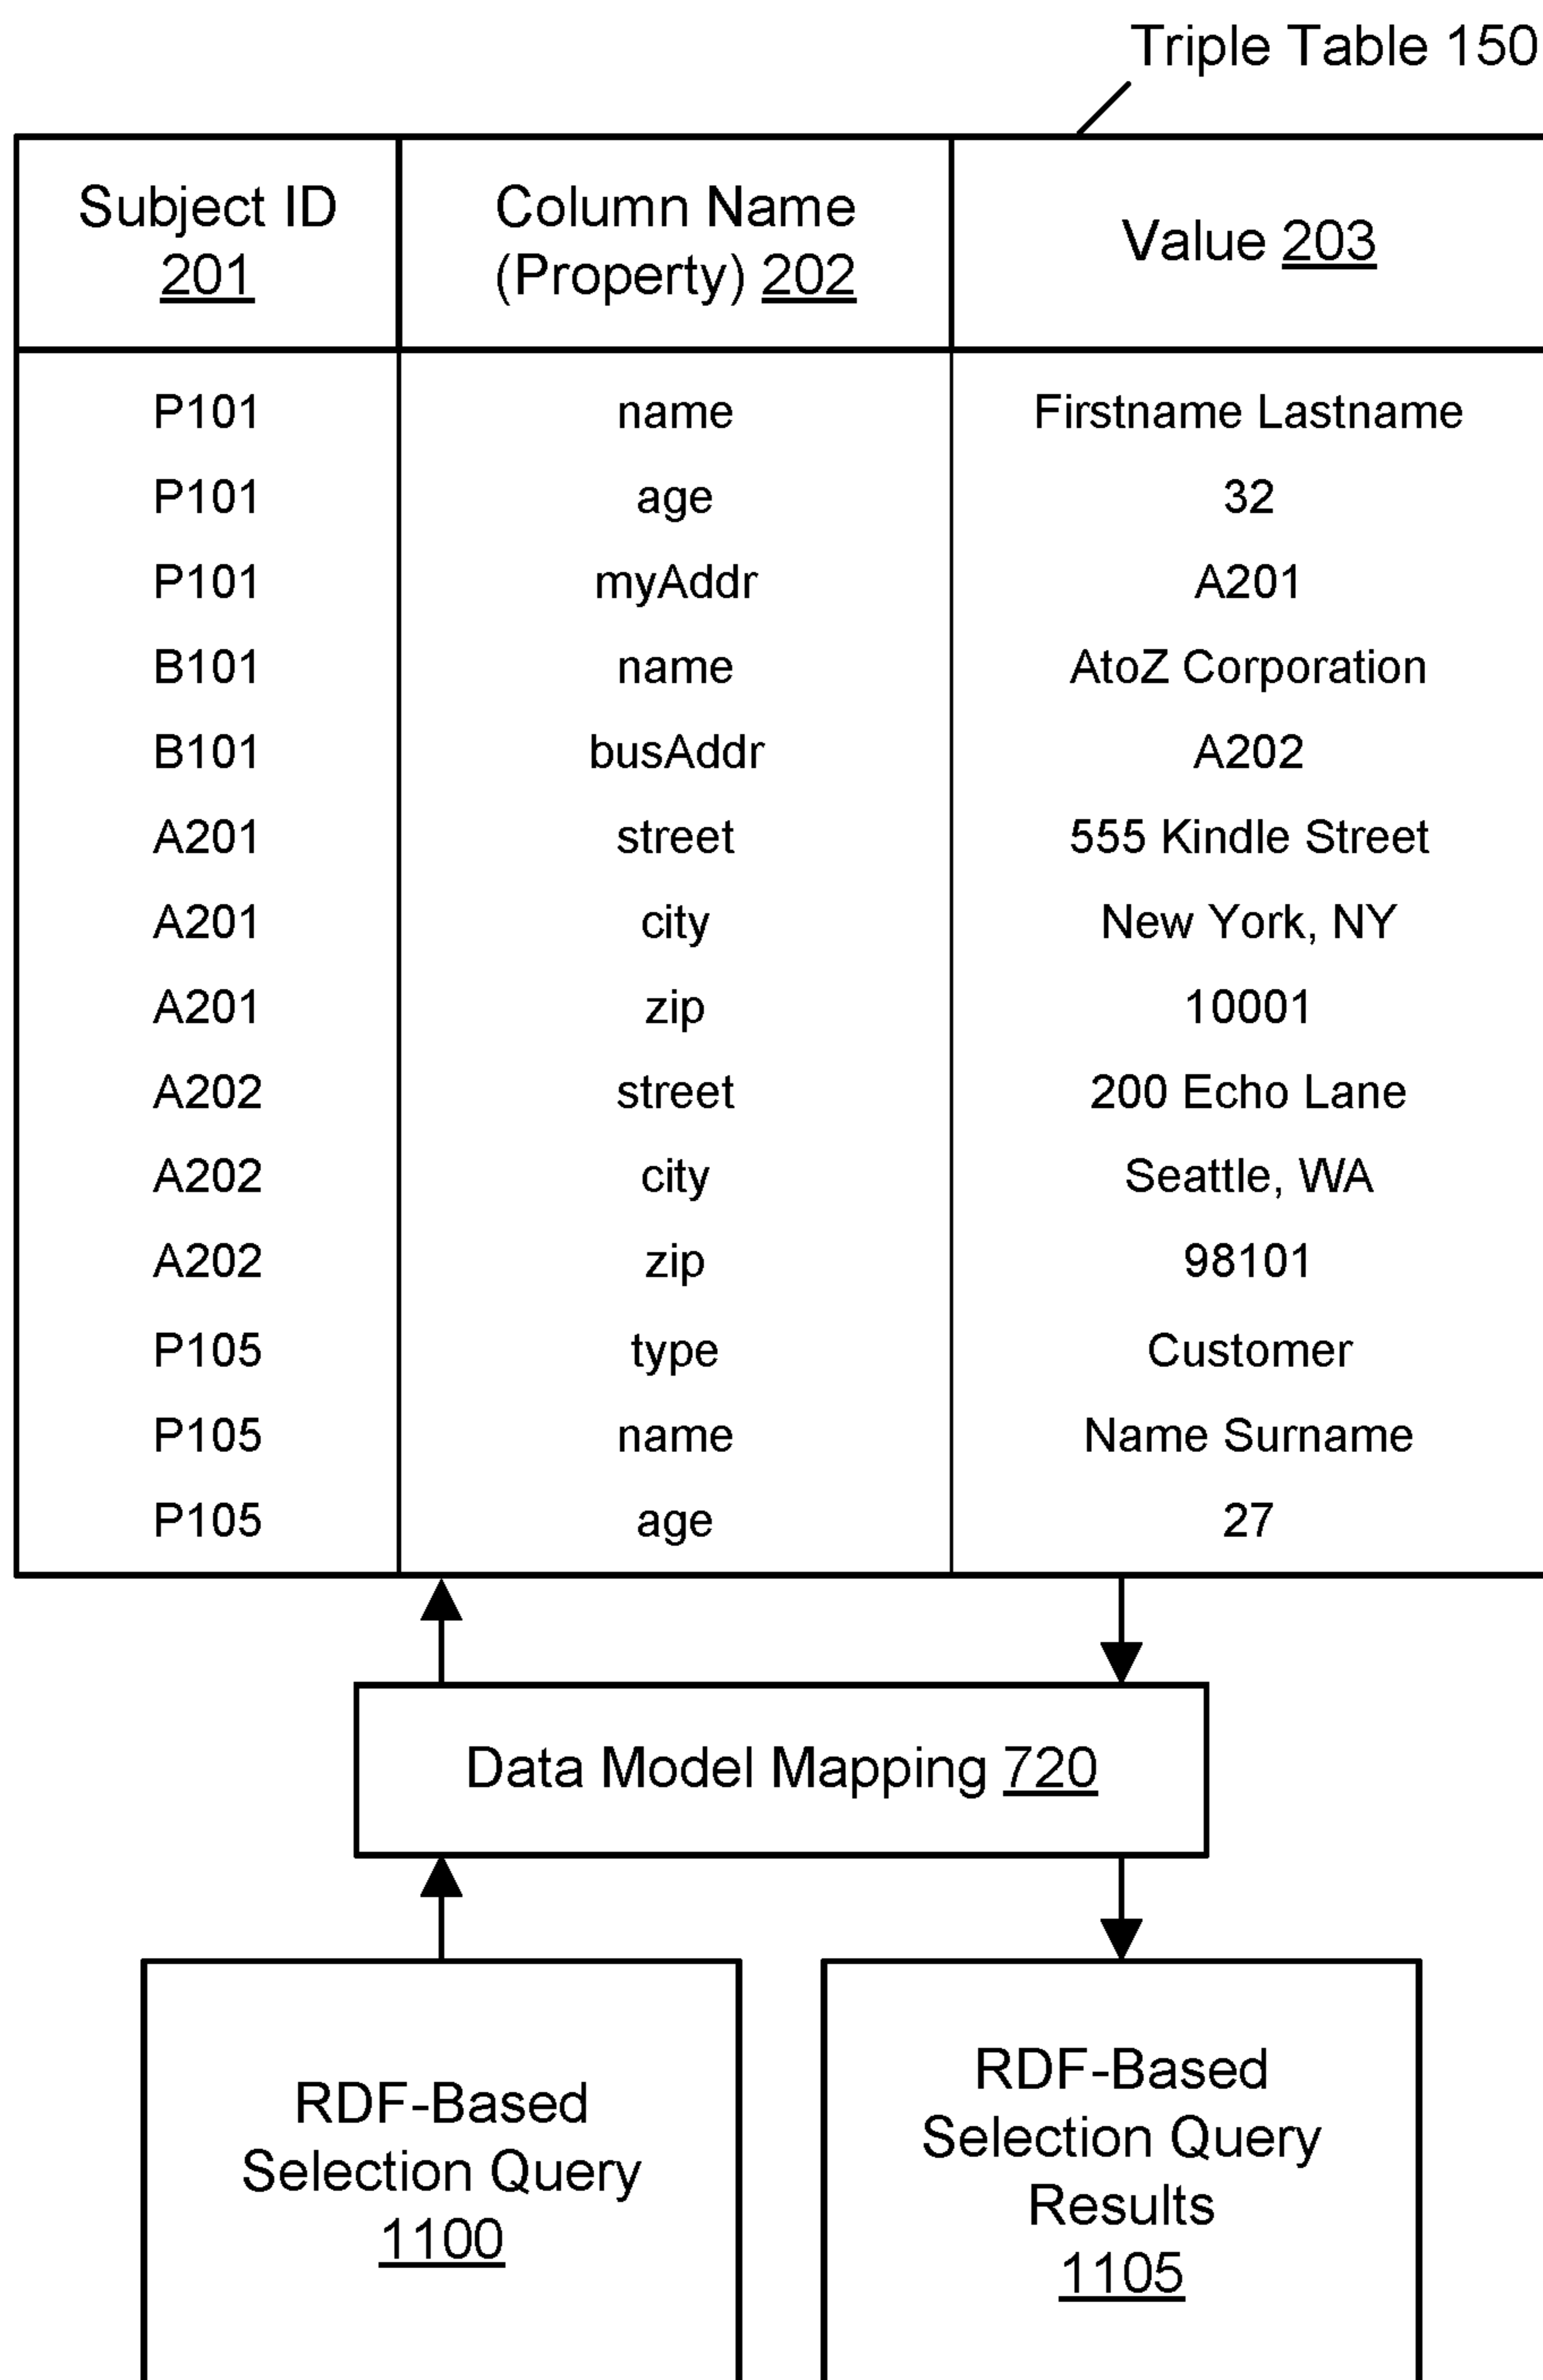 Triple Table 150
Subject ID
201
Column Name
(Property) 202
Value 203
P101 name Firstname Lastname
P101 age 32
P101 myAddr A201
B101 name AtoZ Corporation
B101 busAddr A202
A201 street 555 Kindle Street
A201 city New York, NY
A201 zip 10001
A202 street 200 Echo Lane
A202 city Seattle, WA
A202 zip 98101
P105 type Customer
P105 name Name Surname
P105 age 27
Data Model Mapping 720
RDF-Based
Selection Query
1100
RDF-Based
Selection Query
Results
1105